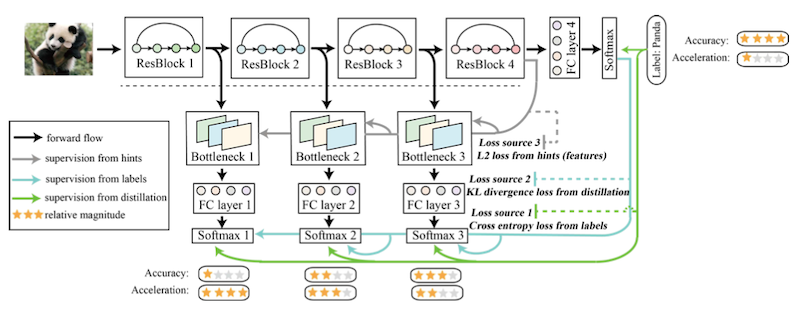 ResBlock 1
ResBlock 2
ResBlock 3
ResBlock 4
FC layer 4
Softmax
Label: Panda
Accuracy:
Acceleration:
Bottleneck 1
Bottleneck 2
Bottleneck 3
Loss source 3
L2 loss from hints (features)
forward flow
supervision from hints
supervision from labels
supervision from distillation
relative magnitude
Loss source 2
KL divergence loss from distillation
FC layer 1
FC layer 2
FC layer 3
Loss source 1
Cross entropy loss from labels
Softmax 1
Softmax 2
Softmax 3
Accuracy:
Acceleration: